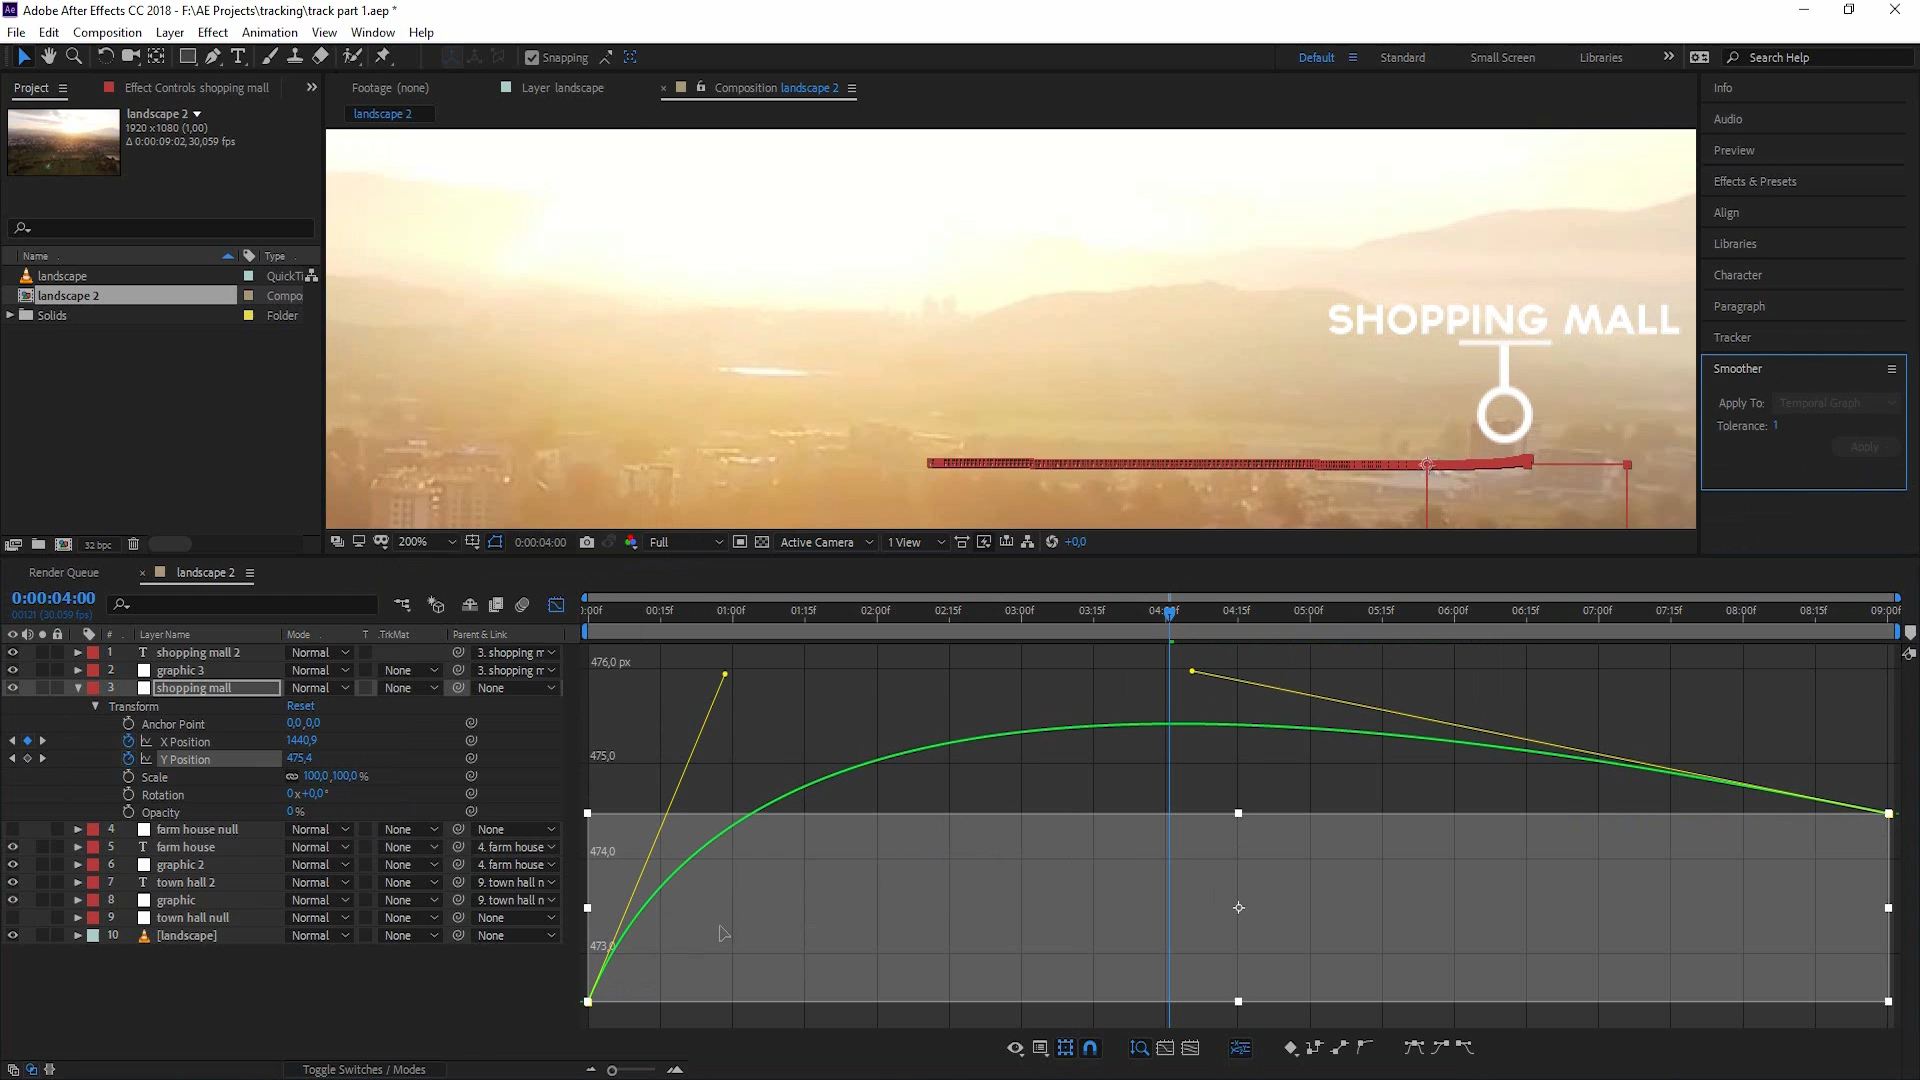 Adobe After Effects CC 2018 - F:\AE Projects\tracking\track part 1.aep *
File Edit Composition Layer Effect Animation View Window Help
Snapping Default Standard Small Screen Libraries Search Help
Project Effect Controls shopping mall Footage (none) Layer landscape Composition landscape 2 Info
landscape 2
landscape 2
1920 x 1080 (1,00)
Δ 0:00:09:02, 30,059 fps
Audio
Preview
Effects & Presets
Align
Libraries
Character
Paragraph
Tracker
Smoother
Apply To: Temporal Graph
Tolerance: 1
Apply
Name Type
landscape QuickTi
landscape 2 Compo
Solids Folder
SHOPPING MALL
32 bpc 200% 0:00:04:00 Full Active Camera 1 View +0,0
Render Queue landscape 2
0:00:04:00
00121 (30.059 fps)
0:00f 00:15f 01:00f 01:15f 02:00f 02:15f 03:00f 03:15f 04:00f 04:15f 05:00f 05:15f 06:00f 06:15f 07:00f 07:15f 08:00f 08:15f 09:00f
# Layer Name Mode T .TrkMat Parent & Link
1 T shopping mall 2 Normal 3. shopping m
2 graphic 3 Normal None 3. shopping m
3 shopping mall Normal None None
Transform Reset
Anchor Point 0,0,0,0
X Position 1440,9
Y Position 475,4
Scale 100,0,100,0 %
Rotation 0x+0,0°
Opacity 0%
4 farm house null Normal None None
5 T farm house Normal None 4. farm house
6 graphic 2 Normal None 4. farm house
7 T town hall 2 Normal None 9. town hall n
8 graphic Normal None 9. town hall n
9 town hall null Normal None None
10 [landscape] Normal None None
476,0 px
475,0
474,0
473,0
Toggle Switches / Modes